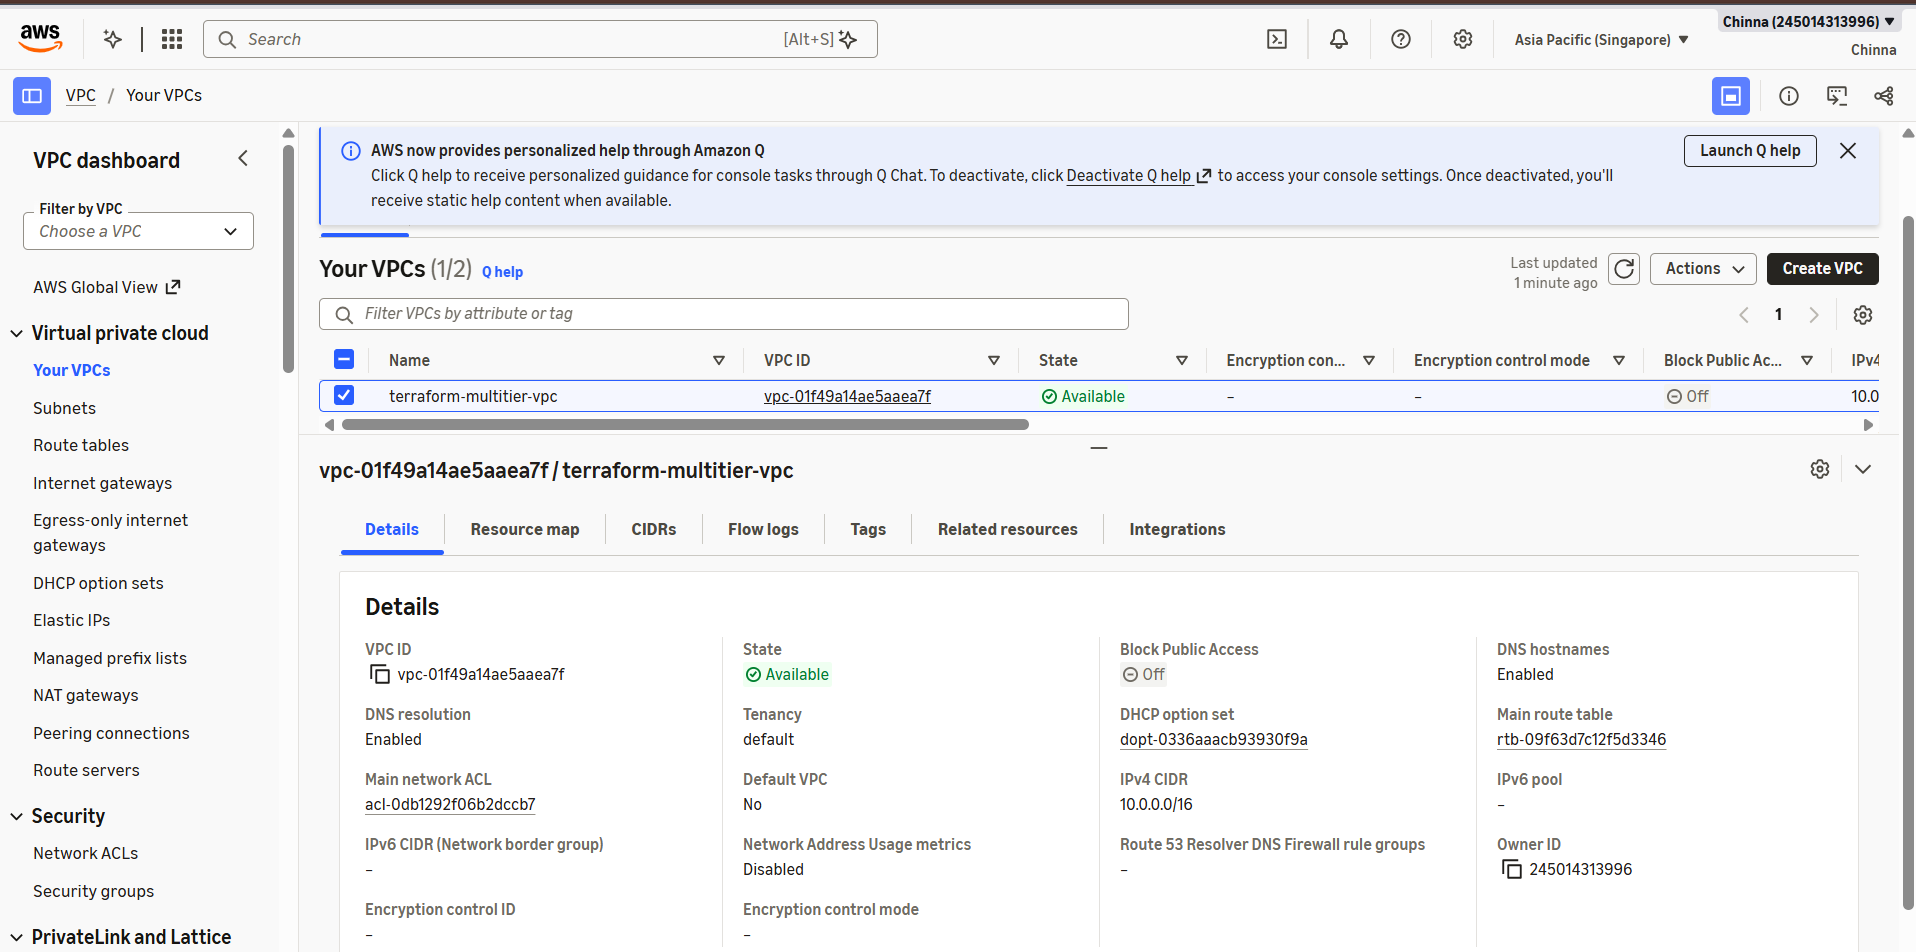 aws
Search
[Alt+S]
Asia Pacific (Singapore)
Chinna (245014313996)
Chinna
VPC / Your VPCs
VPC dashboard
Filter by VPC
Choose a VPC
AWS Global View
Virtual private cloud
Your VPCs
Subnets
Route tables
Internet gateways
Egress-only internet
gateways
DHCP option sets
Elastic IPs
Managed prefix lists
NAT gateways
Peering connections
Route servers
Security
Network ACLs
Security groups
PrivateLink and Lattice
AWS now provides personalized help through Amazon Q
Click Q help to receive personalized guidance for console tasks through Q Chat. To deactivate, click Deactivate Q help to access your console settings. Once deactivated, you'll
receive static help content when available.
Launch Q help
Your VPCs (1/2) Q help
Last updated
1 minute ago
Actions
Create VPC
Filter VPCs by attribute or tag
1
Name VPC ID State Encryption con... Encryption control mode Block Public Ac... IPv4
terraform-multitier-vpc vpc-01f49a14ae5aaea7f Available – – Off 10.0
vpc-01f49a14ae5aaea7f / terraform-multitier-vpc
Details Resource map CIDRs Flow logs Tags Related resources Integrations
Details
VPC ID
vpc-01f49a14ae5aaea7f
State
Available
Block Public Access
Off
DNS hostnames
Enabled
DNS resolution
Enabled
Tenancy
default
DHCP option set
dopt-0336aaacb93930f9a
Main route table
rtb-09f63d7c12f5d3346
Main network ACL
acl-0db1292f06b2dccb7
Default VPC
No
IPv4 CIDR
10.0.0.0/16
IPv6 pool
–
IPv6 CIDR (Network border group)
–
Network Address Usage metrics
Disabled
Route 53 Resolver DNS Firewall rule groups
–
Owner ID
245014313996
Encryption control ID
–
Encryption control mode
–